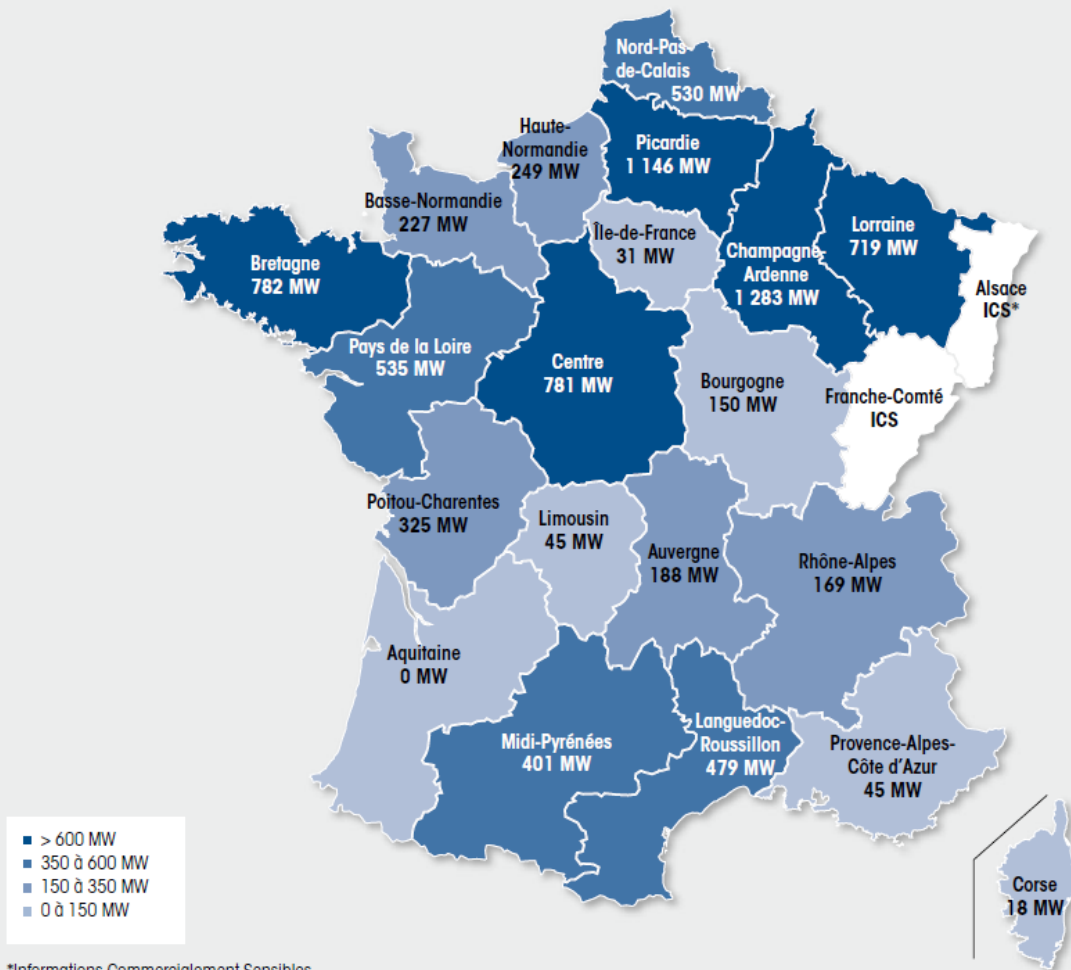 Nord-Pas-
de-Calais
530 MW
Haute-
Normandie
249 MW
Picardie
1 146 MW
Basse-Normandie
227 MW
Île-de-France
31 MW
Lorraine
719 MW
Champagne-
Ardenne
1 283 MW
Bretagne
782 MW
Alsace
ICS*
Pays de la Loire
535 MW
Centre
781 MW
Bourgogne
150 MW
Franche-Comté
ICS
Poitou-Charentes
325 MW
Limousin
45 MW
Auvergne
188 MW
Rhône-Alpes
169 MW
Aquitaine
0 MW
Midi-Pyrénées
401 MW
Languedoc-
Roussillon
479 MW
Provence-Alpes-
Côte d'Azur
45 MW
Corse
18 MW
> 600 MW
350 à 600 MW
150 à 350 MW
0 à 150 MW
*Informations Commercialement Sensibles